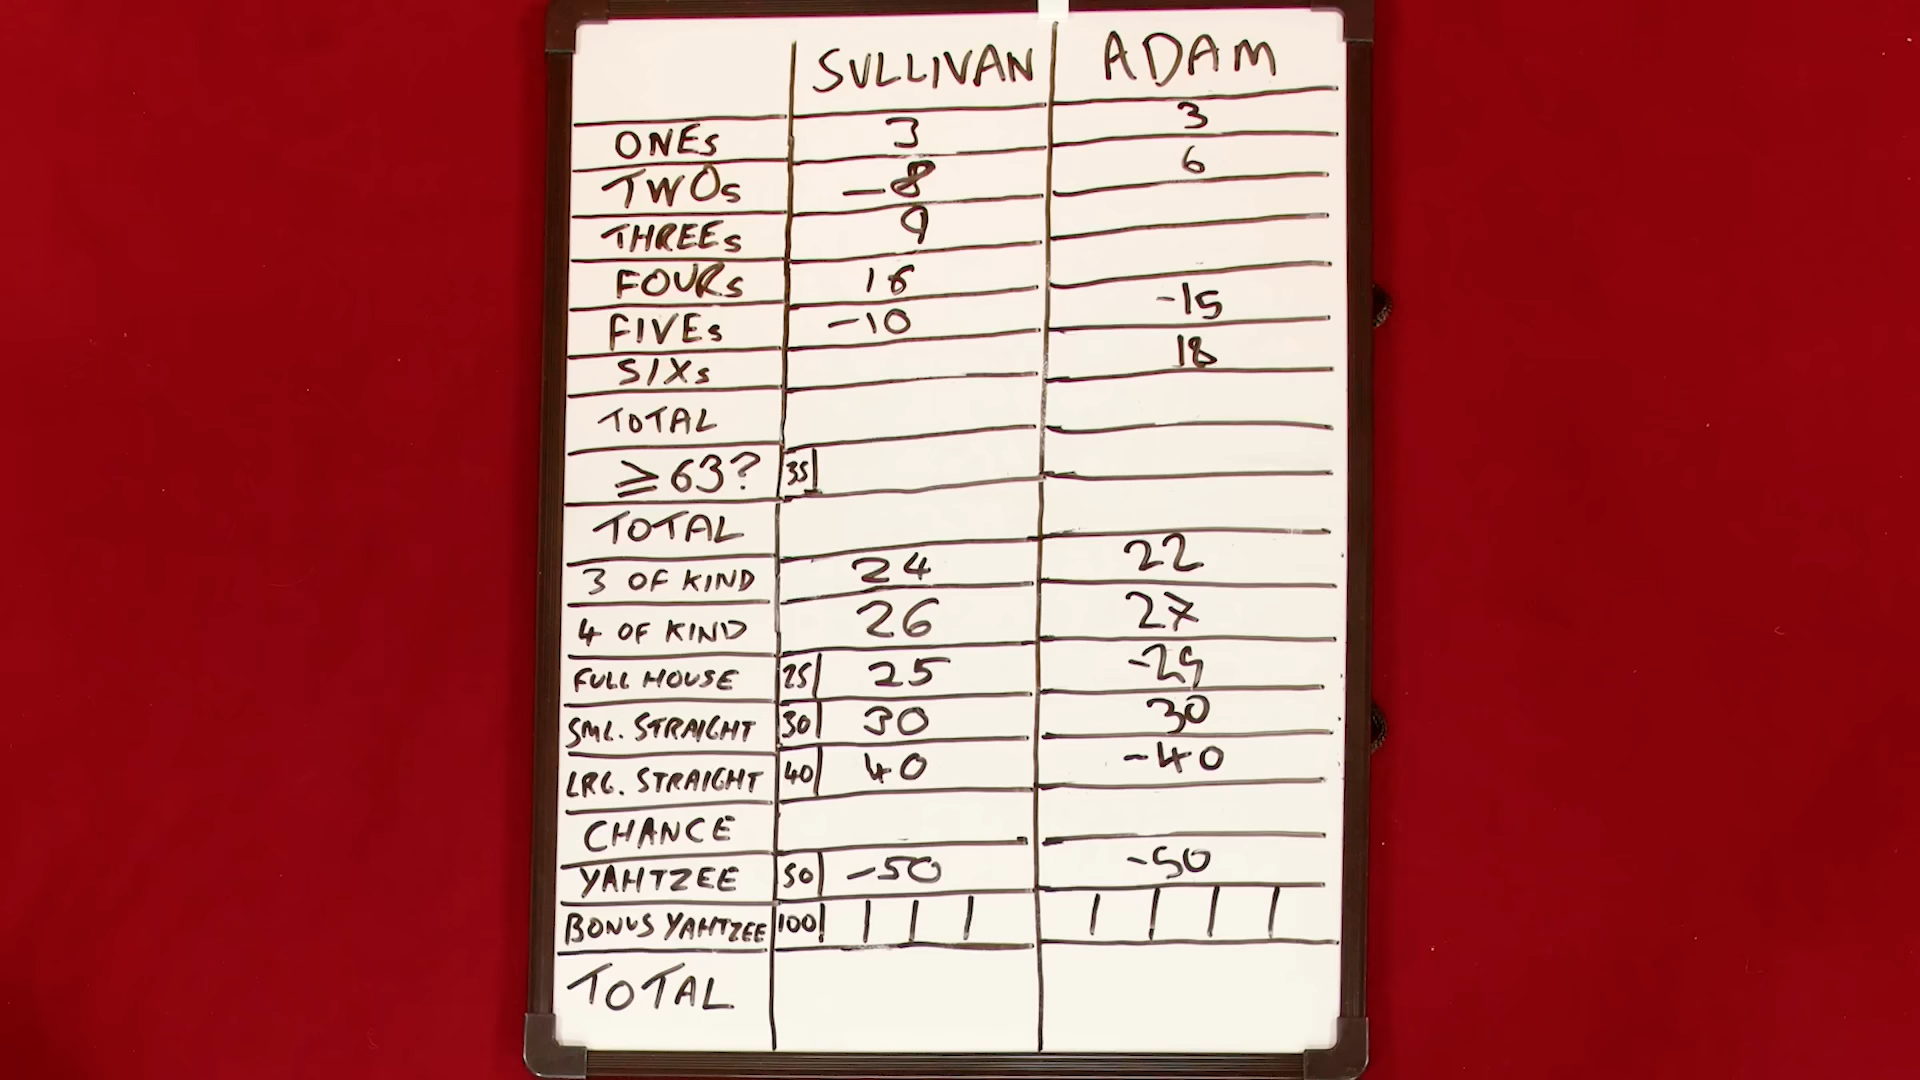 SULLIVAN ADAM
ONEs 3 3
TWOs -8 6
THREEs 9
FOURs 16
FIVEs -10 -15
SIXs 18
TOTAL
≥63? 35
TOTAL
3 OF KIND 24 22
4 OF KIND 26 27
FULL HOUSE 25 25 -25
SML. STRAIGHT 30 30 30
LRG. STRAIGHT 40 40 -40
CHANCE
YAHTZEE 50 -50 -50
BONUS YAHTZEE 100
TOTAL